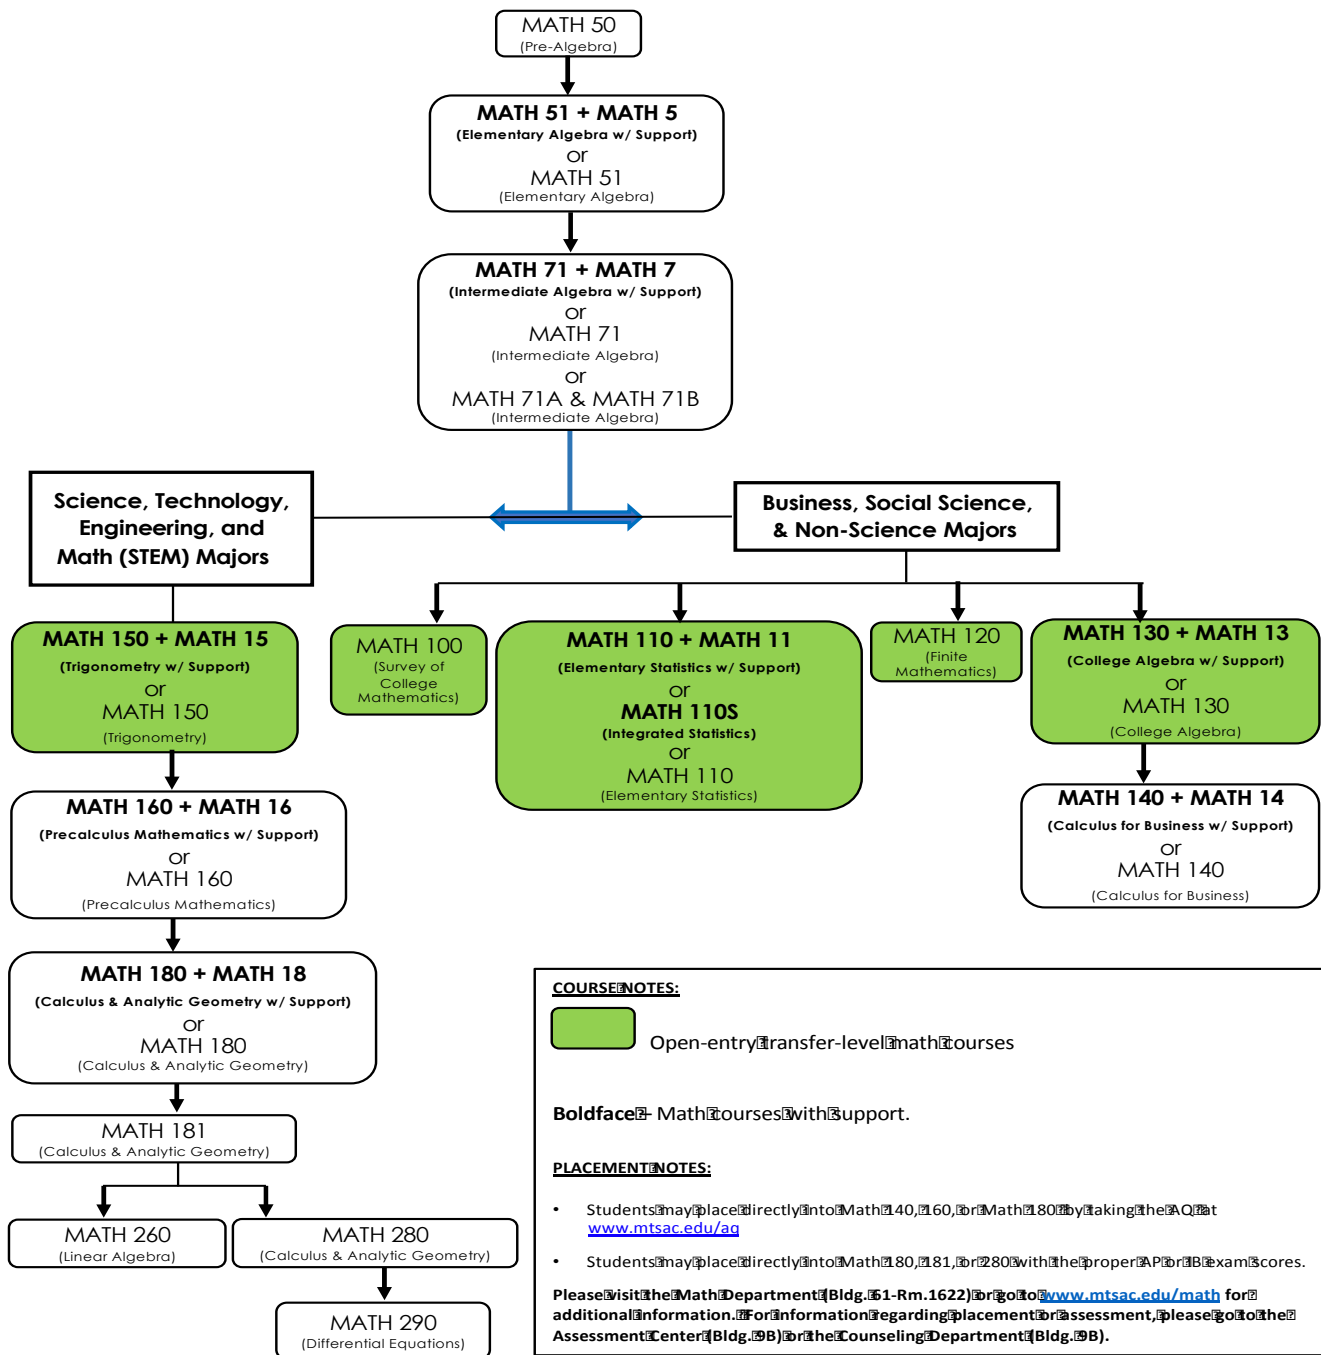 MATH 50
(Pre-Algebra)
MATH 51 + MATH 5
(Elementary Algebra w/ Support)
or
MATH 51
(Elementary Algebra)
MATH 71 + MATH 7
(Intermediate Algebra w/ Support)
or
MATH 71
(Intermediate Algebra)
or
MATH 71A & MATH 71B
(Intermediate Algebra)
Science, Technology,
Engineering, and
Math (STEM) Majors
Business, Social Science,
& Non-Science Majors
MATH 150 + MATH 15
(Trigonometry w/ Support)
or
MATH 150
(Trigonometry)
MATH 100
(Survey of
College
Mathematics)
MATH 110 + MATH 11
(Elementary Statistics w/ Support)
or
MATH 110S
(Integrated Statistics)
or
MATH 110
(Elementary Statistics)
MATH 120
(Finite
Mathematics)
MATH 130 + MATH 13
(College Algebra w/ Support)
or
MATH 130
(College Algebra)
MATH 160 + MATH 16
(Precalculus Mathematics w/ Support)
or
MATH 160
(Precalculus Mathematics)
MATH 140 + MATH 14
(Calculus for Business w/ Support)
or
MATH 140
(Calculus for Business)
MATH 180 + MATH 18
(Calculus & Analytic Geometry w/ Support)
or
MATH 180
(Calculus & Analytic Geometry)
MATH 181
(Calculus & Analytic Geometry)
MATH 260
(Linear Algebra)
MATH 280
(Calculus & Analytic Geometry)
MATH 290
(Differential Equations)
COURSE NOTES:
Open-entry transfer-level math courses
Boldface – Math courses with support.
PLACEMENT NOTES:
• Students may place directly into Math 140, 160, or Math 180 by taking the AQ at
www.mtsac.edu/aq
• Students may place directly into Math 180, 181, or 280 with the proper AP or IB exam scores.
Please visit the Math Department (Bldg. 61-Rm.1622) or go to www.mtsac.edu/math for
additional information. For information regarding placement or assessment, please go to the
Assessment Center (Bldg. 9B) or the Counseling Department (Bldg. 9B).